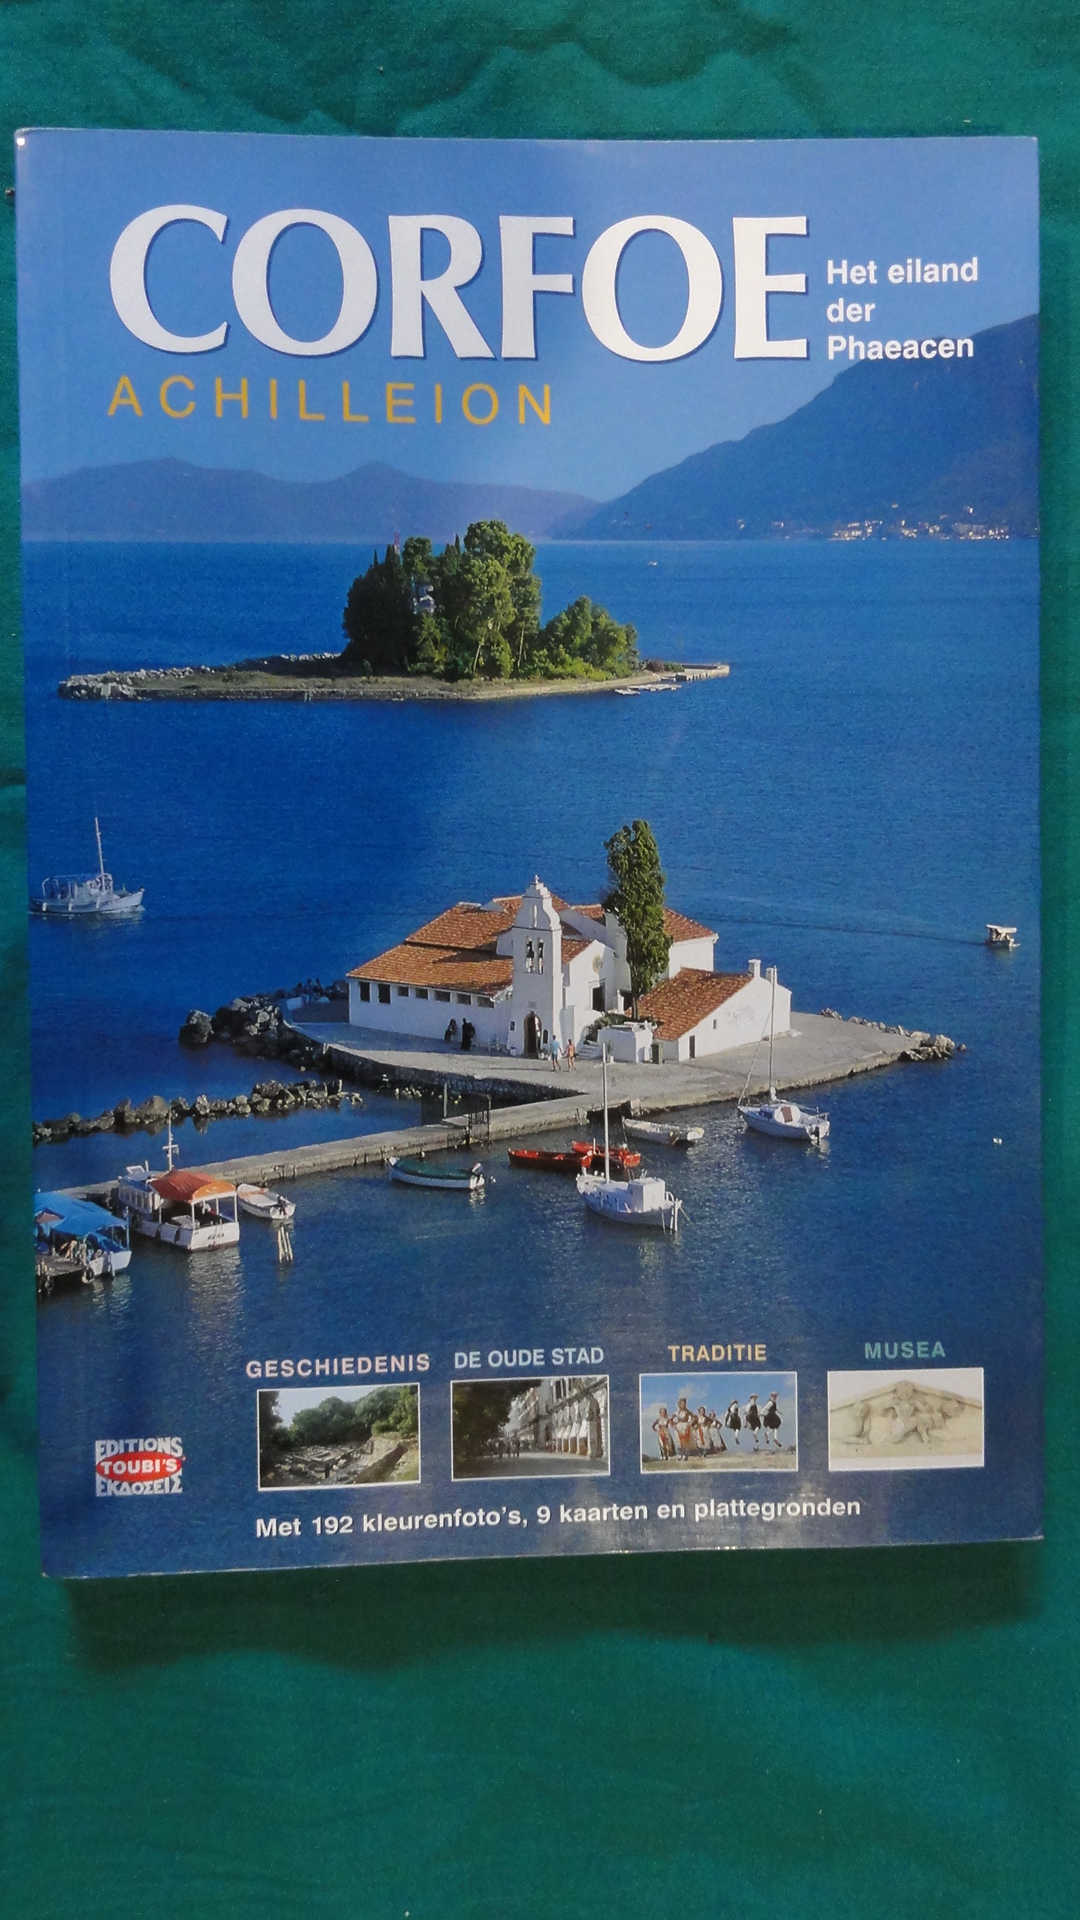 CORFOE
Het eiland
der
Phaeacen
ACHILLEION
GESCHIEDENIS
DE OUDE STAD
TRADITIE
MUSEA
EDITIONS
TOUBI'S
ΕΚΔΟΣΕΙΣ
Met 192 kleurenfoto's, 9 kaarten en plattegronden